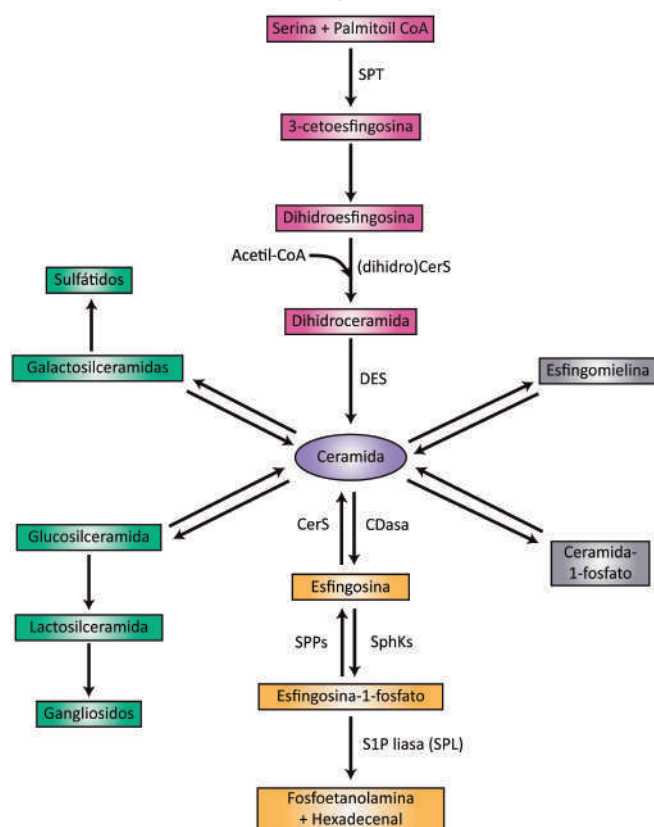 Serina + Palmitoil CoA
SPT
3-cetoesfingosina
Dihidroesfingosina
Acetil-CoA
(dihidro)CerS
Sulfátidos
Dihidroceramida
Galactosilceramidas
DES
Esfingomielina
Ceramida
Glucosilceramida
CerS
CDasa
Ceramida-
1-fosfato
Esfingosina
Lactosilceramida
SPPs
SphKs
Esfingosina-1-fosfato
Gangliosidos
S1P liasa (SPL)
Fosfoetanolamina
+ Hexadecenal